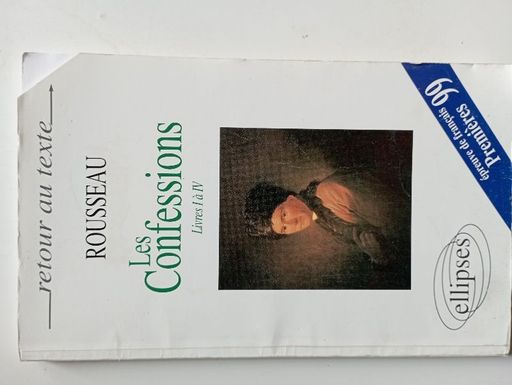 retour au texte
ROUSSEAU
Les
Confessions
Livres I à IV
épreuve de français 99
Premières
ellipses